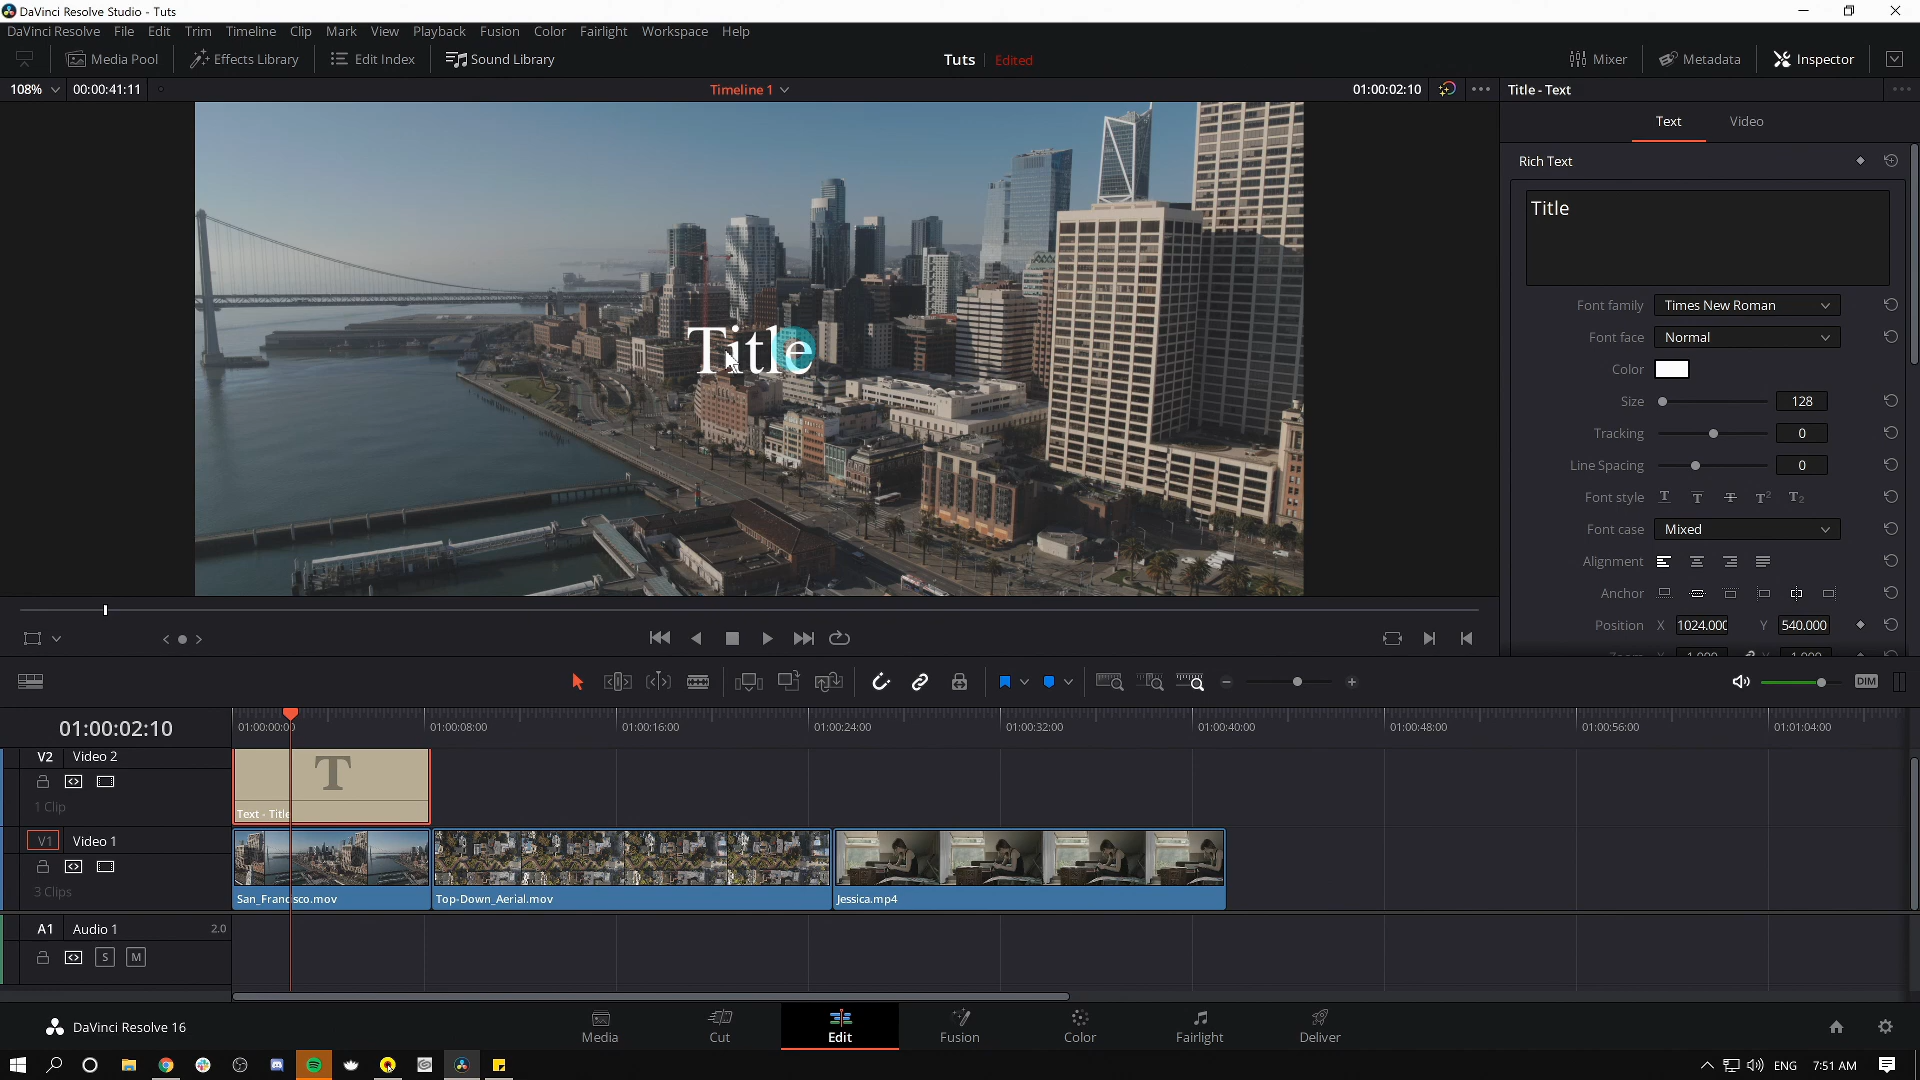 DaVinci Resolve Studio - Tuts
DaVinci Resolve File Edit Trim Timeline Clip Mark View Playback Fusion Color Fairlight Workspace Help
Media Pool Effects Library Edit Index Sound Library Tuts Edited Mixer Metadata Inspector
108% 00:00:41:11 Timeline 1 01:00:02:10 Title - Text
Text Video
Rich Text
Title
Font family Times New Roman
Font face Normal
Color
Size 128
Tracking 0
Line Spacing 0
Font style T T T T2 T2
Font case Mixed
Alignment
Anchor
Position X 1024.000 Y 540.000
Title
DIM
01:00:02:10
01:00:00:00 01:00:08:00 01:00:16:00 01:00:24:00 01:00:32:00 01:00:40:00 01:00:48:00 01:00:56:00 01:01:04:00
V2 Video 2
1 Clip
T
Text - Title
V1 Video 1
3 Clips
San_Francisco.mov Top-Down_Aerial.mov Jessica.mp4
A1 Audio 1 2.0
S M
DaVinci Resolve 16
Media Cut Edit Fusion Color Fairlight Deliver
ENG 7:51 AM